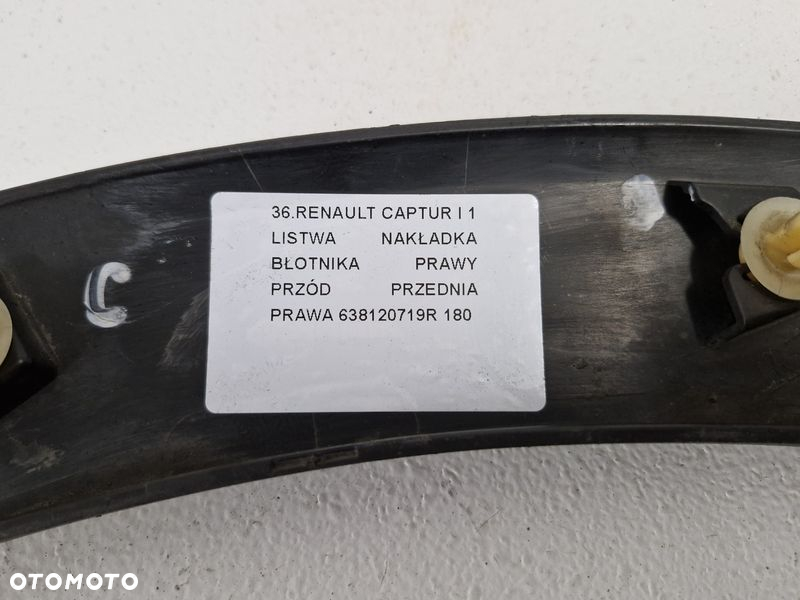 36.RENAULT CAPTUR I 1
LISTWA NAKŁADKA
BŁOTNIKA PRAWY
PRZÓD PRZEDNIA
PRAWA 638120719R 180
C
OTOMOTO